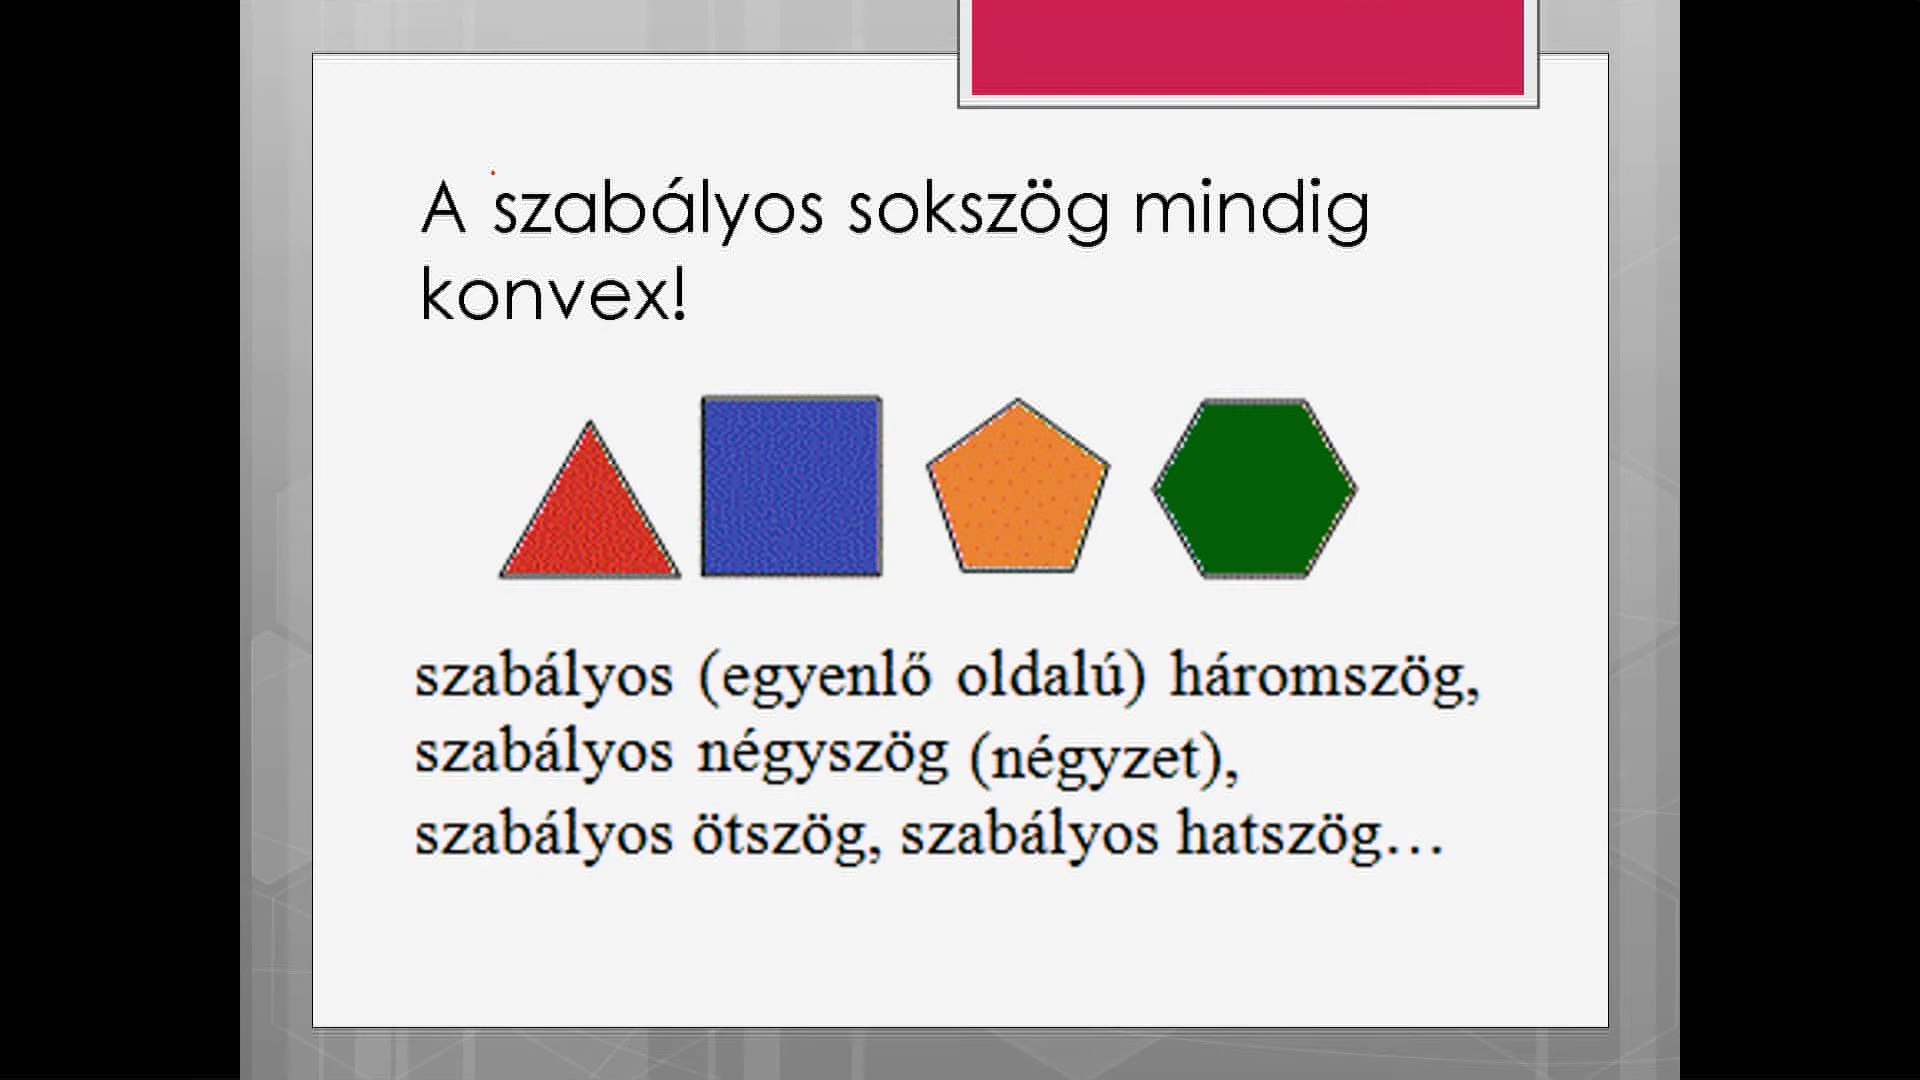 A szabályos sokszög mindig
konvex!
szabályos (egyenlő oldalú) háromszög,
szabályos négyszög (négyzet),
szabályos ötszög, szabályos hatszög…